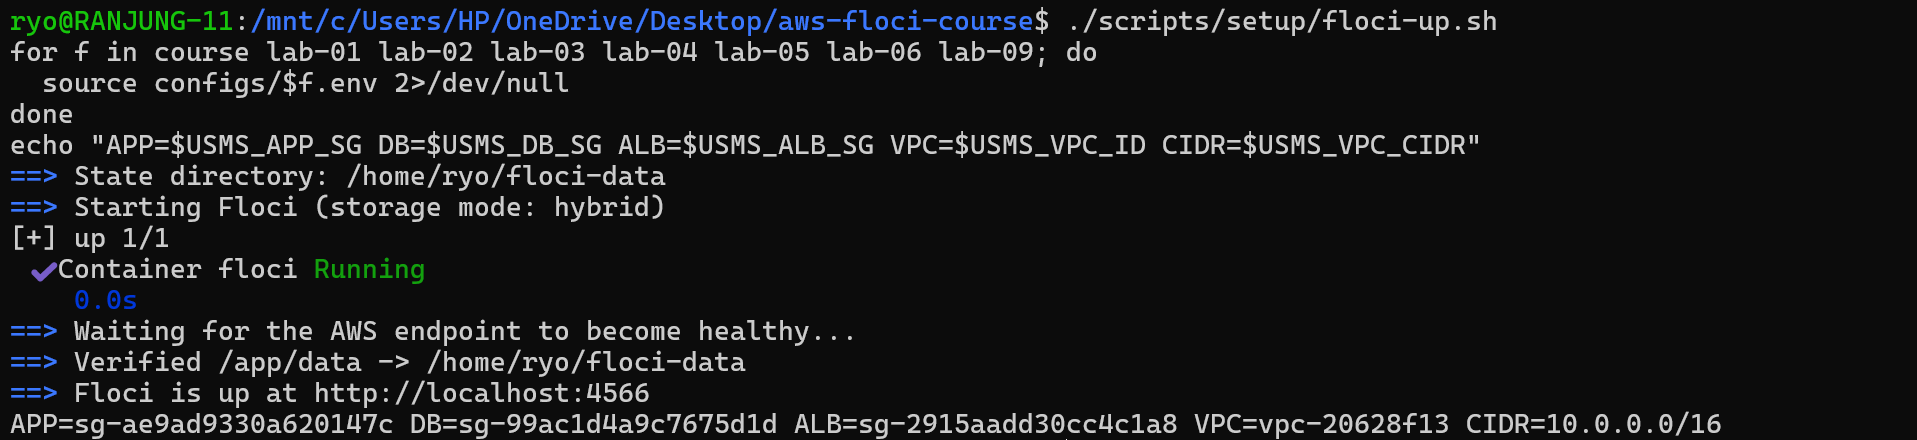 ryo@RANJUNG-11:/mnt/c/Users/HP/OneDrive/Desktop/aws-floci-course$ ./scripts/setup/floci-up.sh
for f in course lab-01 lab-02 lab-03 lab-04 lab-05 lab-06 lab-09; do
  source configs/$f.env 2>/dev/null
done
echo "APP=$USMS_APP_SG DB=$USMS_DB_SG ALB=$USMS_ALB_SG VPC=$USMS_VPC_ID CIDR=$USMS_VPC_CIDR"
==> State directory: /home/ryo/floci-data
==> Starting Floci (storage mode: hybrid)
[+] up 1/1
 ✔Container floci Running
    0.0s
==> Waiting for the AWS endpoint to become healthy...
==> Verified /app/data -> /home/ryo/floci-data
==> Floci is up at http://localhost:4566
APP=sg-ae9ad9330a620147c DB=sg-99ac1d4a9c7675d1d ALB=sg-2915aadd30cc4c1a8 VPC=vpc-20628f13 CIDR=10.0.0.0/16